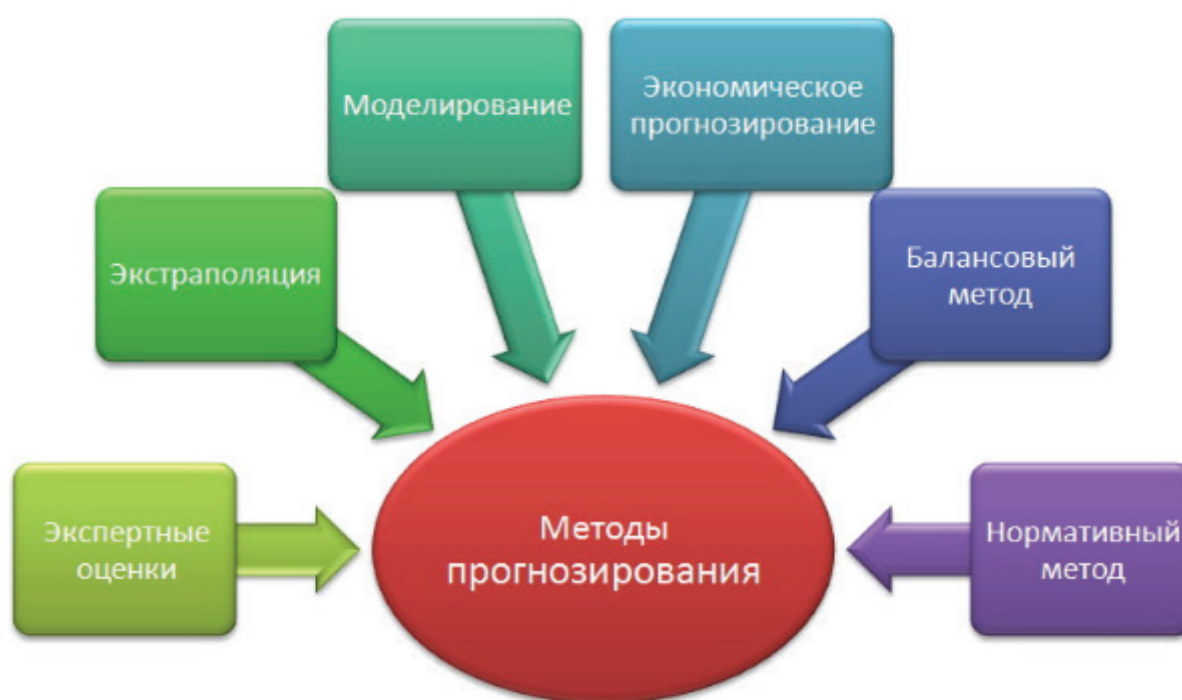 Моделирование
Экономическое
прогнозирование
Экстраполяция
Балансовый
метод
Экспертные
оценки
Методы
прогнозирования
Нормативный
метод